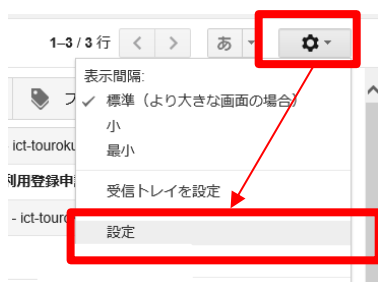 1–3 / 3 行
あ
表示間隔:
✓ 標準（より大きな画面の場合）
小
ict-touroku
最小
利用登録申
受信トレイを設定
- ict-touro
設定